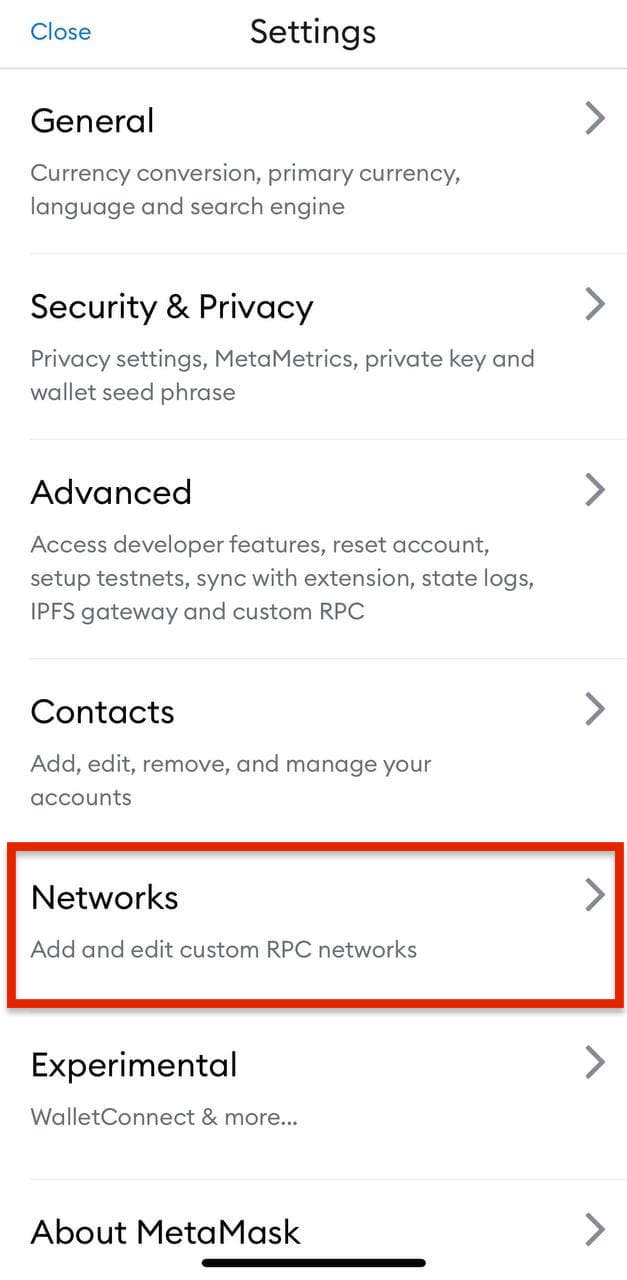 Close
Settings
General
Currency conversion, primary currency,
language and search engine
Security & Privacy
Privacy settings, MetaMetrics, private key and
wallet seed phrase
Advanced
Access developer features, reset account,
setup testnets, sync with extension, state logs,
IPFS gateway and custom RPC
Contacts
Add, edit, remove, and manage your
accounts
Networks
Add and edit custom RPC networks
Experimental
WalletConnect & more...
About MetaMask